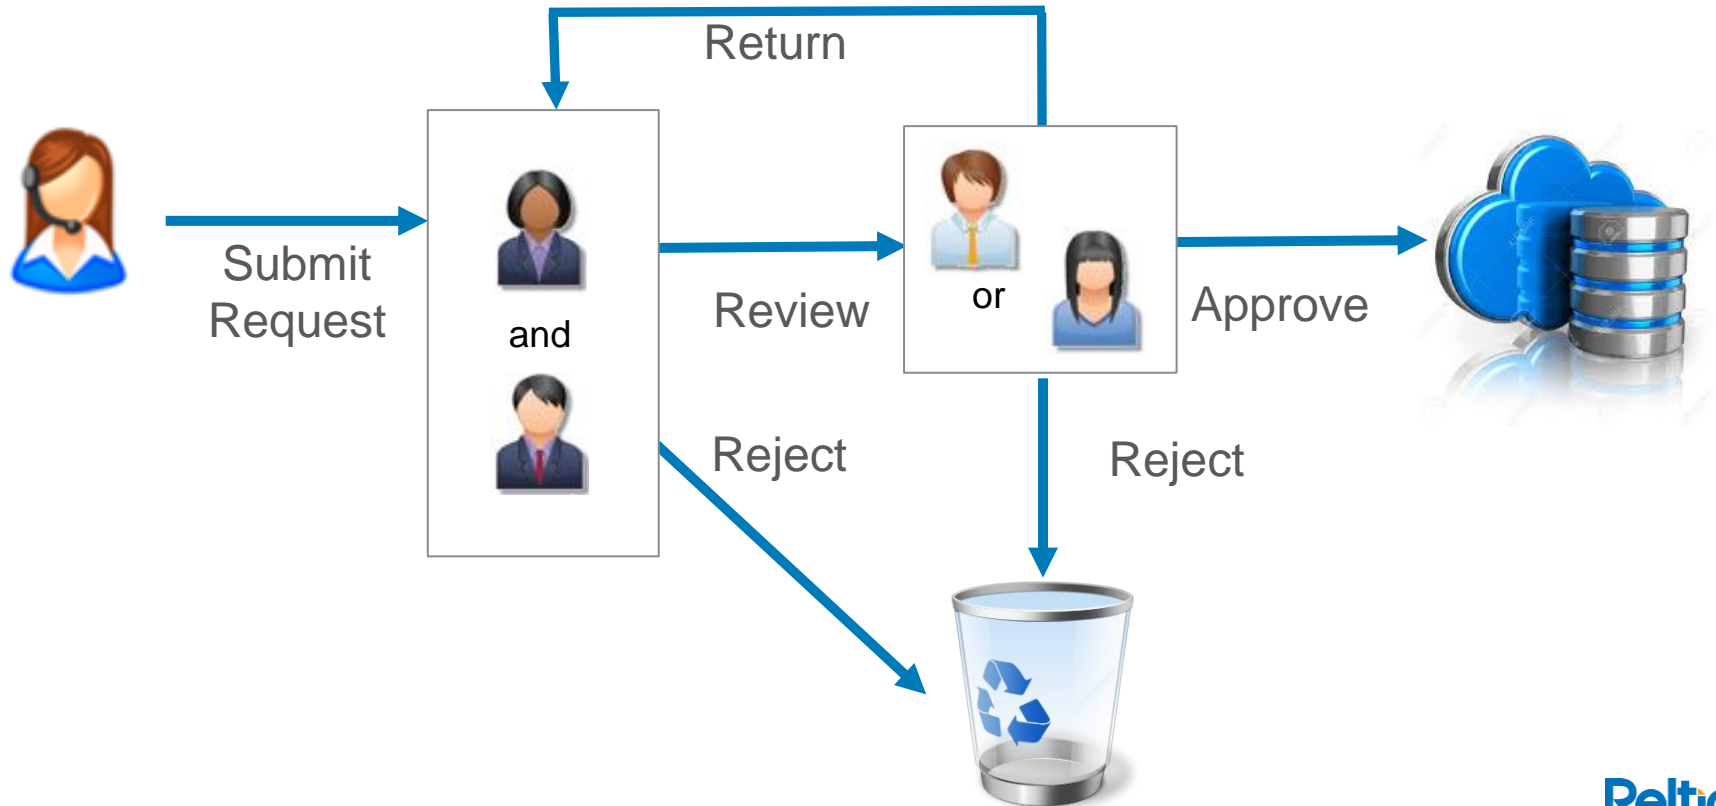 Return
Submit
Request
and
Review
or
Approve
Reject
Reject